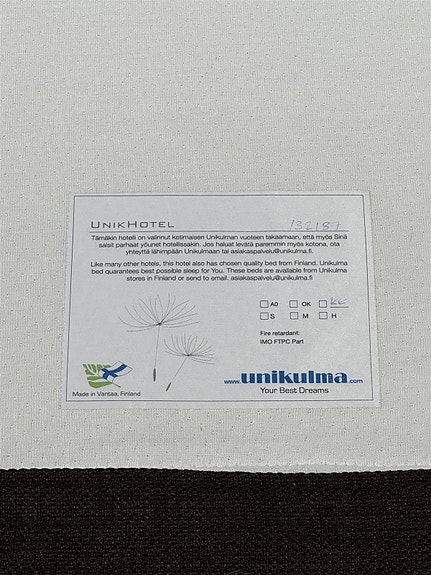 UNIKHOTEL 132187
Tämäkin hotelli on valinnut kotimaisen Unikulman vuoteen takaamaan, että myös Sinä
saisit parhaat yöunet hotellissakin. Jos haluat levätä paremmin myös kotona, ota
yhteyttä lähimpään Unikulmaan tai asiakaspalvelu@unikulma.fi
Like many other hotels, this hotel also has chosen quality bed from Finland. Unikulma
bed quarantees best possible sleep for You. These beds are available from Unikulma
stores in Finland or send to email. asiakaspalvelu@unikulma.fi
A0 OK KK
S M H
Fire retardant:
IMO FTPC Part
www.unikulma.com
Your Best Dreams
Made in Vantaa, Finland